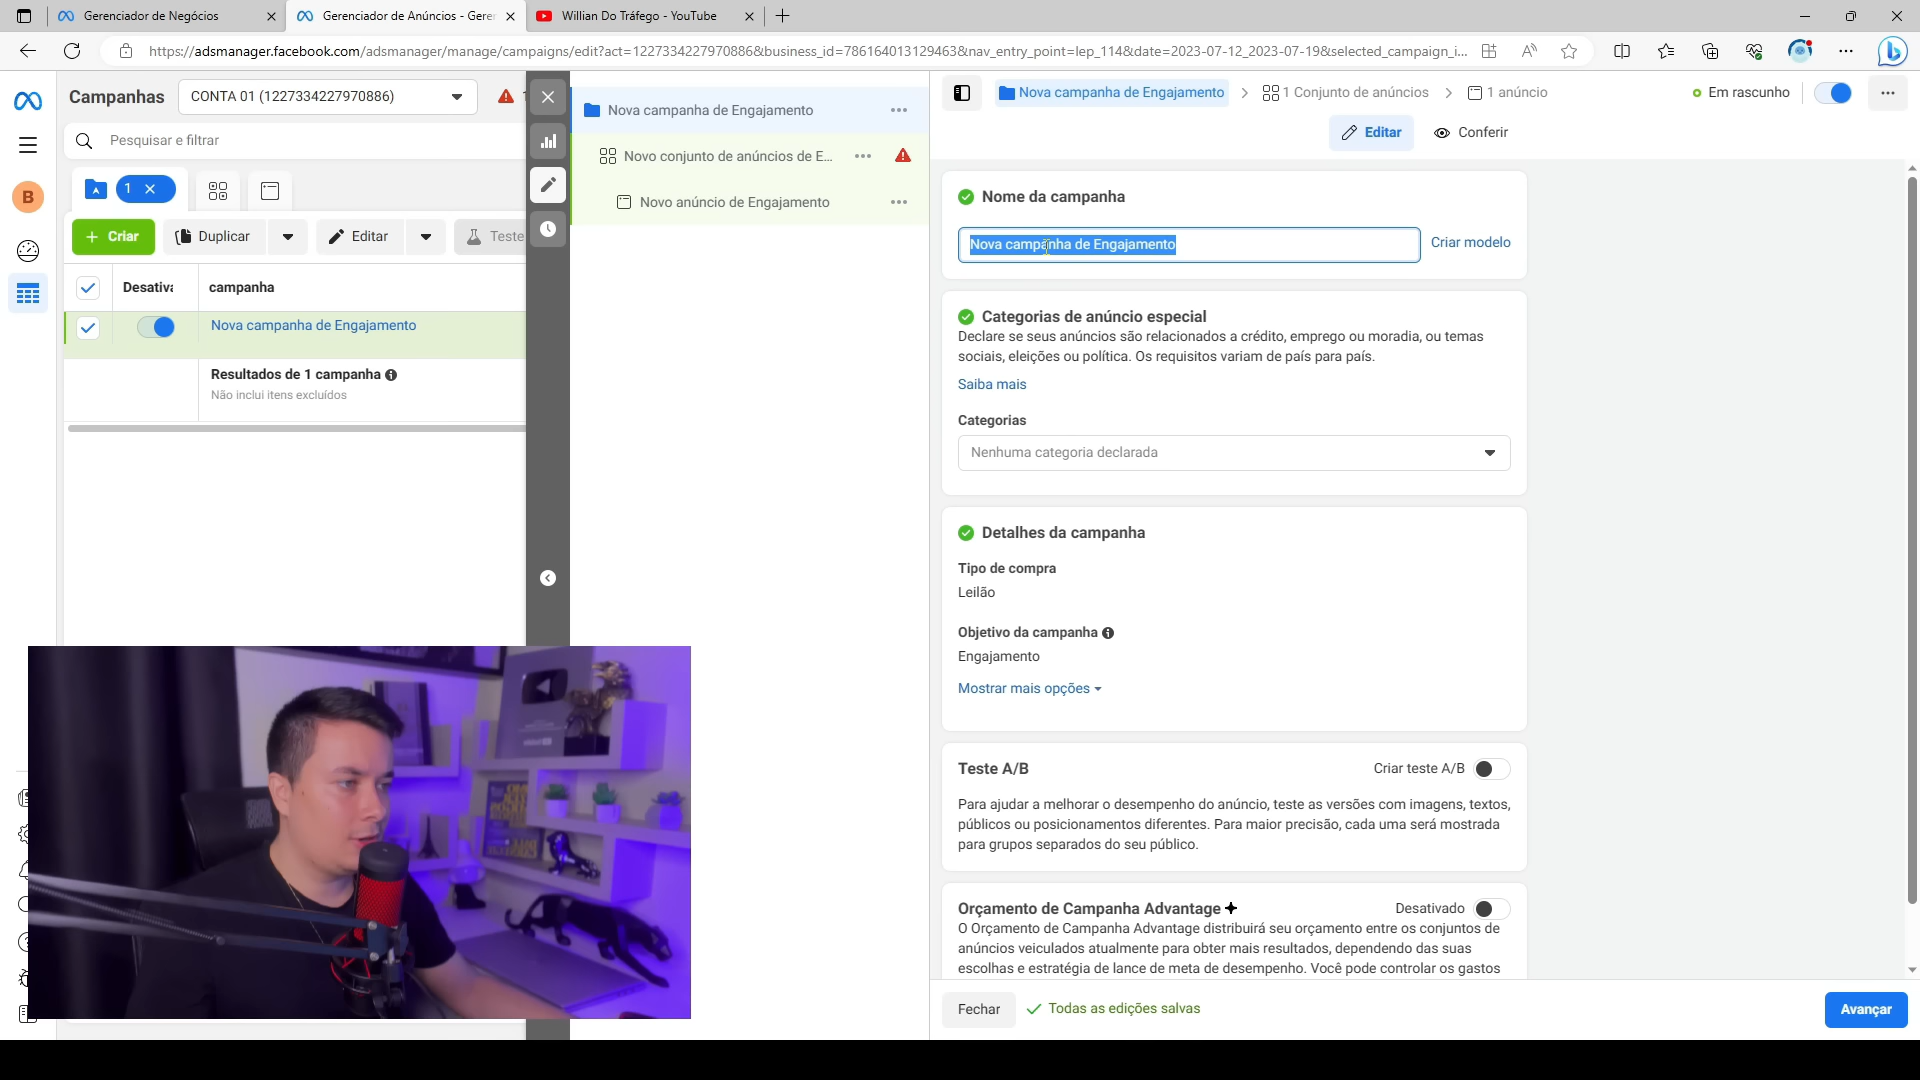 Gerenciador de Negócios
Gerenciador de Anúncios - Geren
Willian Do Tráfego - YouTube
https://adsmanager.facebook.com/adsmanager/manage/campaigns/edit?act=1227334227970886&business_id=786164013129463&nav_entry_point=lep_114&date=2023-07-12_2023-07-19&selected_campaign_i...
Campanhas
CONTA 01 (1227334227970886)
Pesquisar e filtrar
B
1
+ Criar
Duplicar
Editar
Teste
Desativa
campanha
Nova campanha de Engajamento
Resultados de 1 campanha
Não inclui itens excluídos
Nova campanha de Engajamento
Novo conjunto de anúncios de E...
Novo anúncio de Engajamento
Nova campanha de Engajamento
1 Conjunto de anúncios
1 anúncio
Em rascunho
Editar
Conferir
Nome da campanha
Nova campanha de Engajamento
Criar modelo
Categorias de anúncio especial
Declare se seus anúncios são relacionados a crédito, emprego ou moradia, ou temas
sociais, eleições ou política. Os requisitos variam de país para país.
Saiba mais
Categorias
Nenhuma categoria declarada
Detalhes da campanha
Tipo de compra
Leilão
Objetivo da campanha
Engajamento
Mostrar mais opções
Teste A/B
Criar teste A/B
Para ajudar a melhorar o desempenho do anúncio, teste as versões com imagens, textos,
públicos ou posicionamentos diferentes. Para maior precisão, cada uma será mostrada
para grupos separados do seu público.
Orçamento de Campanha Advantage
Desativado
O Orçamento de Campanha Advantage distribuirá seu orçamento entre os conjuntos de
anúncios veiculados atualmente para obter mais resultados, dependendo das suas
escolhas e estratégia de lance de meta de desempenho. Você pode controlar os gastos
Fechar
Todas as edições salvas
Avançar